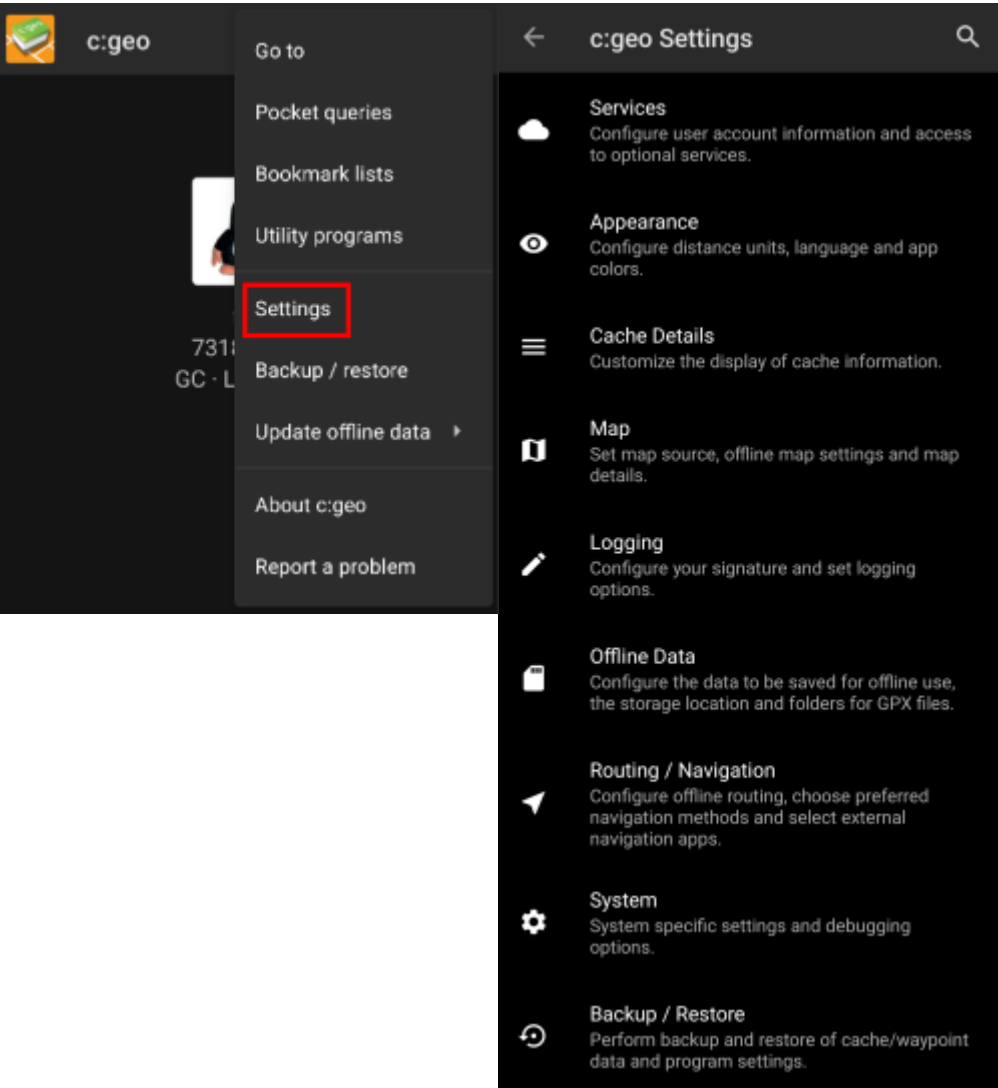 c:geo
Go to
Pocket queries
Bookmark lists
Utility programs
Settings
Backup / restore
Update offline data
About c:geo
Report a problem
731
GC · L
c:geo Settings
Services
Configure user account information and access
to optional services.
Appearance
Configure distance units, language and app
colors.
Cache Details
Customize the display of cache information.
Map
Set map source, offline map settings and map
details.
Logging
Configure your signature and set logging
options.
Offline Data
Configure the data to be saved for offline use,
the storage location and folders for GPX files.
Routing / Navigation
Configure offline routing, choose preferred
navigation methods and select external
navigation apps.
System
System specific settings and debugging
options.
Backup / Restore
Perform backup and restore of cache/waypoint
data and program settings.